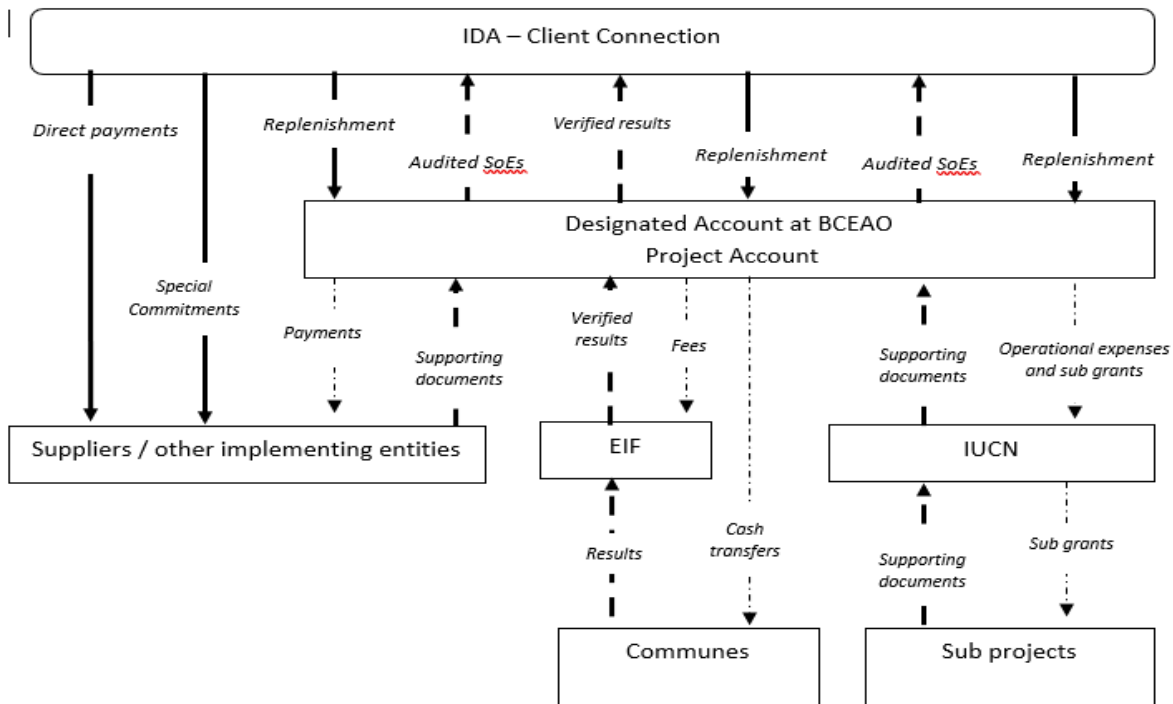 IDA – Client Connection
Direct payments
Replenishment
Verified results
Audited SoEs
Replenishment
Audited SoEs
Replenishment
Designated Account at BCEAO
Project Account
Special
Commitments
Payments
Supporting
documents
Verified
results
Fees
Supporting
documents
Operational expenses
and sub grants
Suppliers / other implementing entities
EIF
IUCN
Results
Cash
transfers
Supporting
documents
Sub grants
Communes
Sub projects